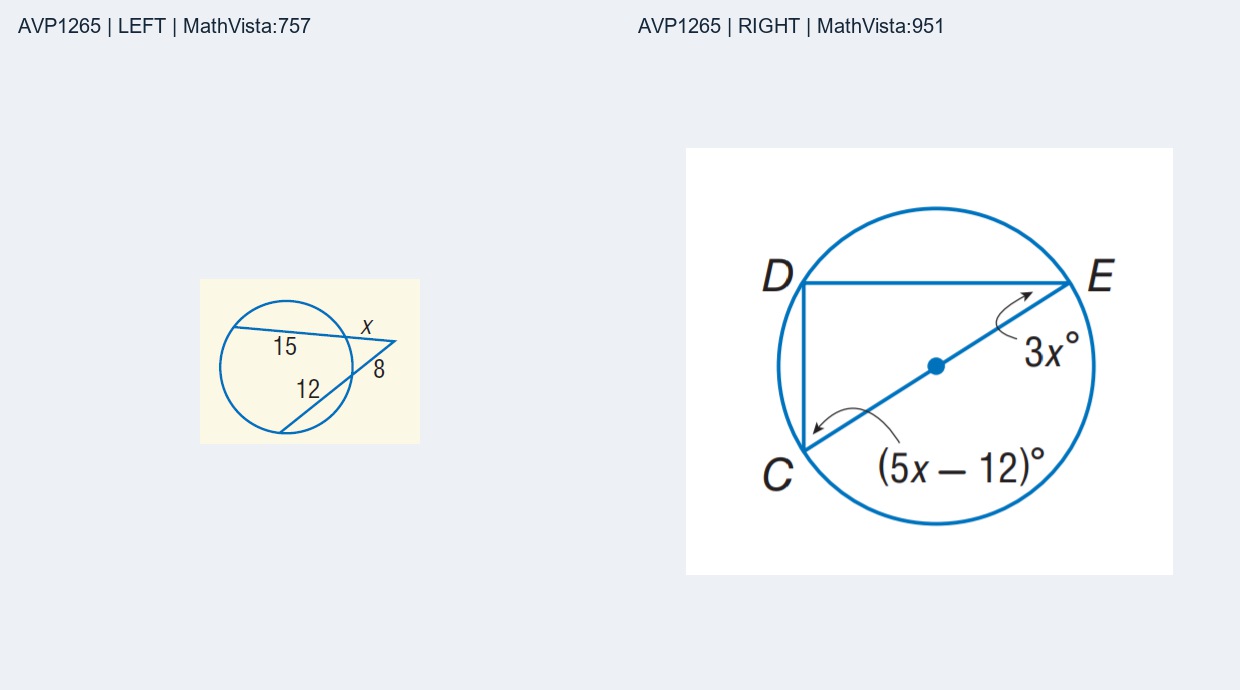 AVP1265 | LEFT | MathVista:757
AVP1265 | RIGHT | MathVista:951
x
15
8
12
D
E
3x°
C
(5x – 12)°